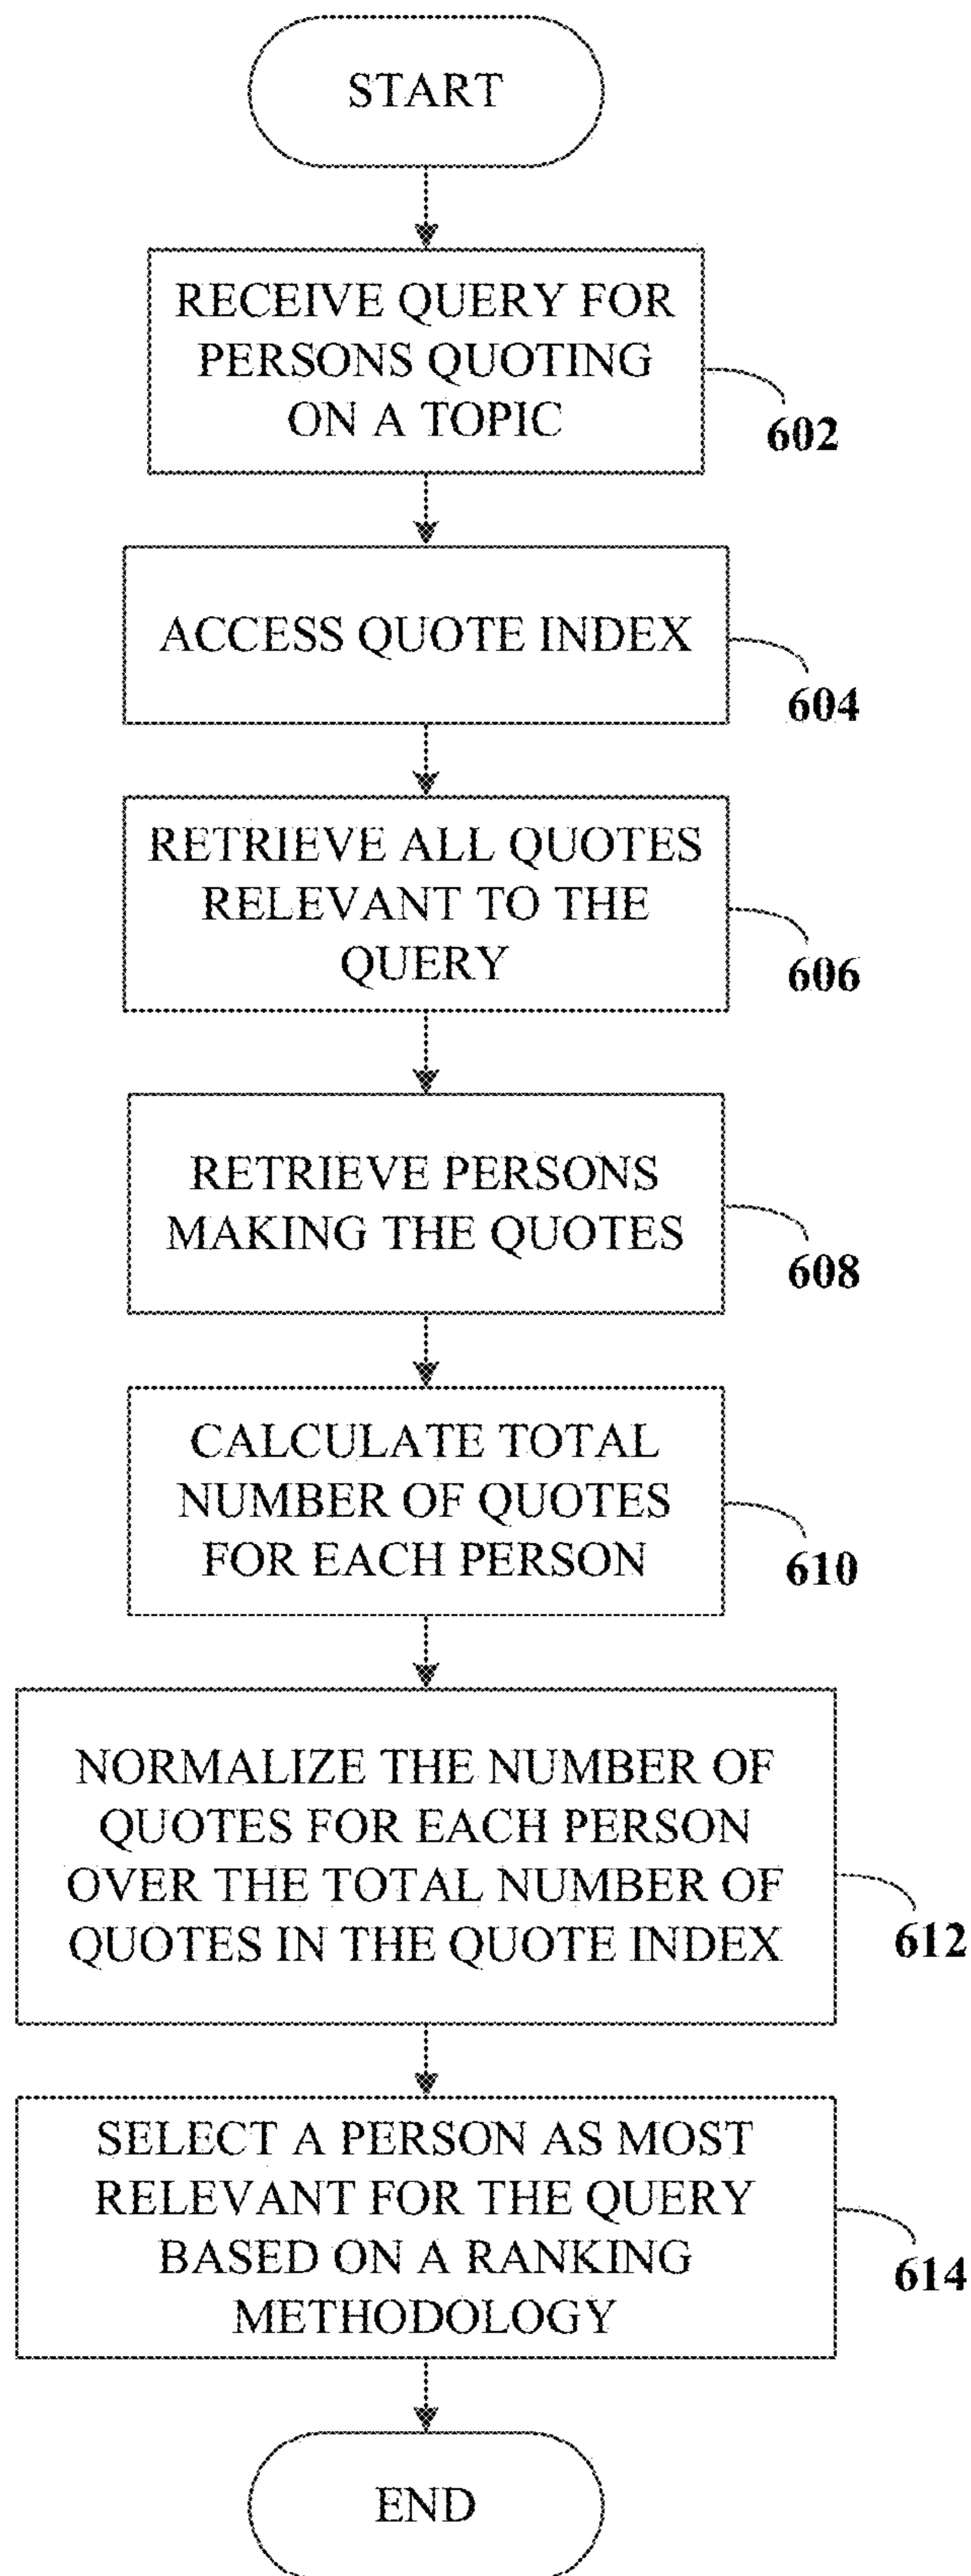 START
RECEIVE QUERY FOR
PERSONS QUOTING
ON A TOPIC
602
ACCESS QUOTE INDEX
604
RETRIEVE ALL QUOTES
RELEVANT TO THE
QUERY
606
RETRIEVE PERSONS
MAKING THE QUOTES
608
CALCULATE TOTAL
NUMBER OF QUOTES
FOR EACH PERSON
610
NORMALIZE THE NUMBER OF
QUOTES FOR EACH PERSON
OVER THE TOTAL NUMBER OF
QUOTES IN THE QUOTE INDEX
612
SELECT A PERSON AS MOST
RELEVANT FOR THE QUERY
BASED ON A RANKING
METHODOLOGY
614
END